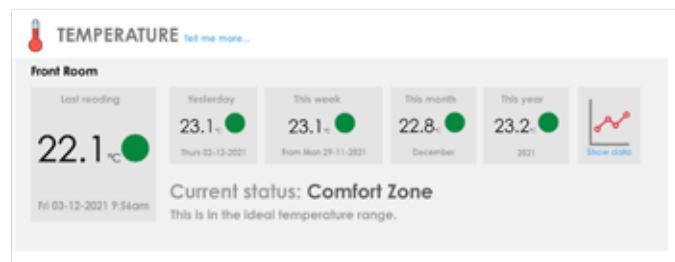 TEMPERATURE Tell me more...
Front Room
Last reading
22.1 °C
Fri 03-12-2021 9:56am
Yesterday
23.1 °C
Thurs 02-12-2021
This week
23.1 °C
From Mon 29-11-2021
This month
22.8 °C
December
This year
23.2 °C
2021
Show data
Current status: Comfort Zone
This is in the ideal temperature range.